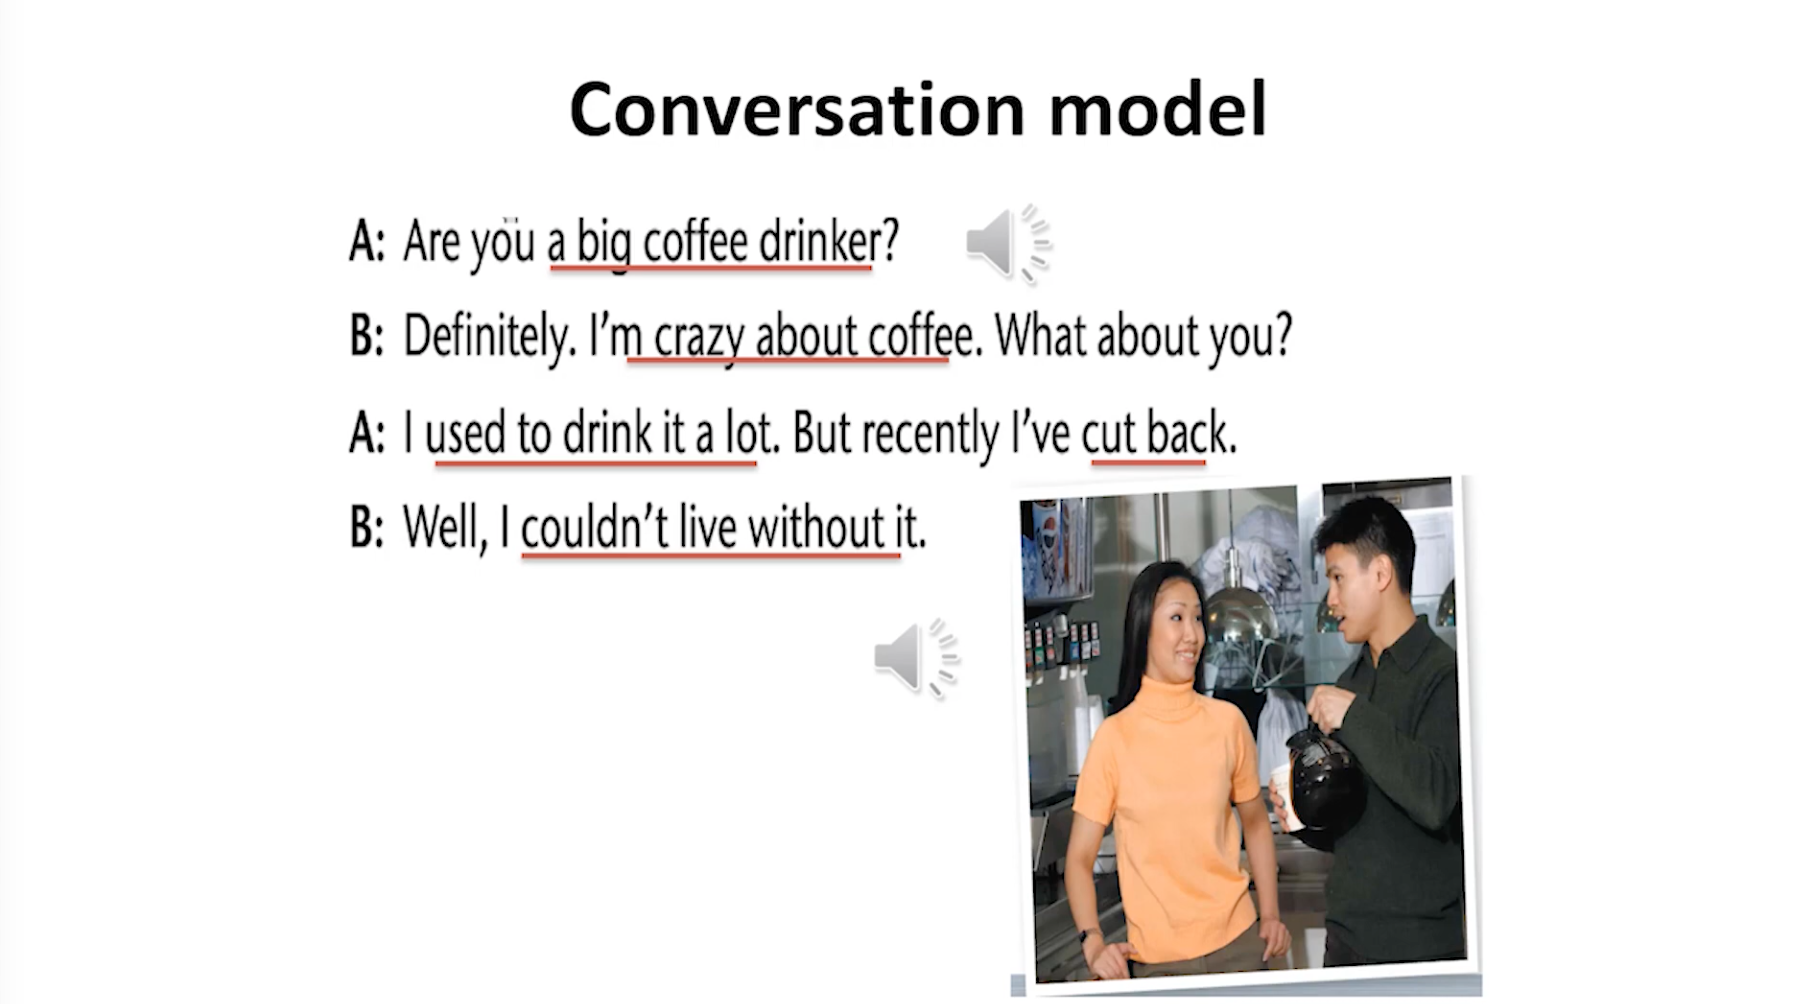 Conversation model
A: Are you a big coffee drinker?
B: Definitely. I'm crazy about coffee. What about you?
A: I used to drink it a lot. But recently I've cut back.
B: Well, I couldn't live without it.